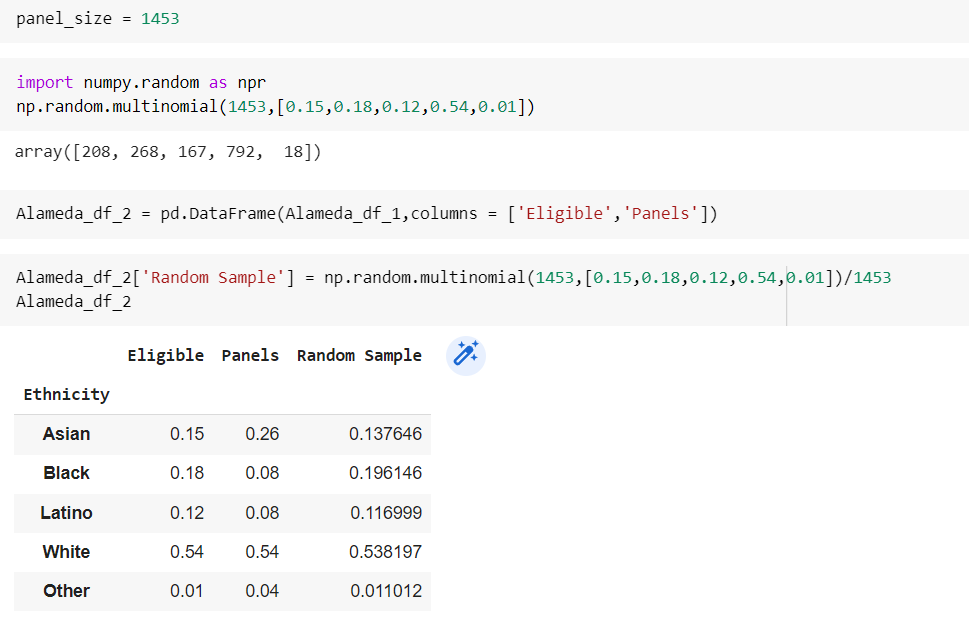 panel_size = 1453
import numpy.random as npr
np.random.multinomial(1453,[0.15,0.18,0.12,0.54,0.01])
array([208, 268, 167, 792,  18])
Alameda_df_2 = pd.DataFrame(Alameda_df_1,columns = ['Eligible','Panels'])
Alameda_df_2['Random Sample'] = np.random.multinomial(1453,[0.15,0.18,0.12,0.54,0.01])/1453
Alameda_df_2
Eligible Panels Random Sample
Ethnicity
Asian 0.15 0.26 0.137646
Black 0.18 0.08 0.196146
Latino 0.12 0.08 0.116999
White 0.54 0.54 0.538197
Other 0.01 0.04 0.011012